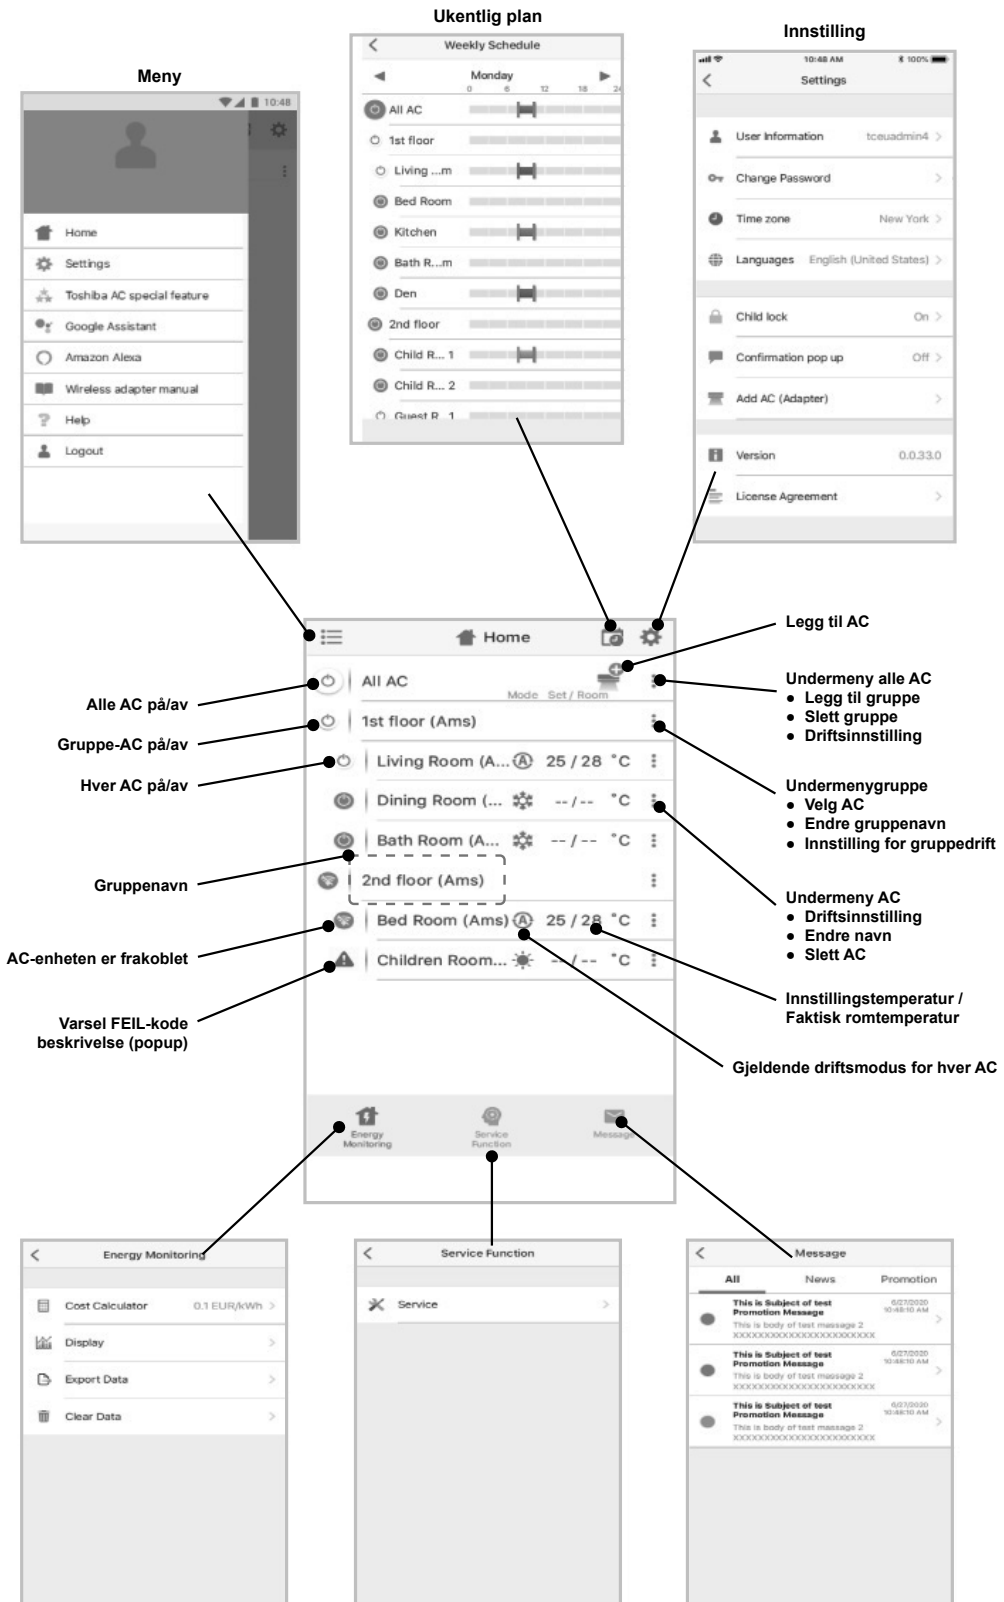 Ukentlig plan
Weekly Schedule
Monday
0 6 12 18 24
All AC
1st floor
Living ...m
Bed Room
Kitchen
Bath R...m
Den
2nd floor
Child R... 1
Child R... 2
Guest R 1
Innstilling
10:48 AM 100%
Settings
User Information tceuadmin4
Change Password
Time zone New York
Languages English (United States)
Child lock On
Confirmation pop up Off
Add AC (Adapter)
Version 0.0.33.0
License Agreement
Meny
10:48
Home
Settings
Toshiba AC special feature
Google Assistant
Amazon Alexa
Wireless adapter manual
Help
Logout
Home
All AC
Mode Set / Room
1st floor (Ams)
Living Room (A... A 25 / 28 °C
Dining Room (... -- / -- °C
Bath Room (A... -- / -- °C
2nd floor (Ams)
Bed Room (Ams) A 25 / 28 °C
Children Room... -- / -- °C
Energy
Monitoring
Service
Function
Message
Alle AC på/av
Gruppe-AC på/av
Hver AC på/av
Gruppenavn
AC-enheten er frakoblet
Varsel FEIL-kode
beskrivelse (popup)
Legg til AC
Undermeny alle AC
● Legg til gruppe
● Slett gruppe
● Driftsinnstilling
Undermenygruppe
● Velg AC
● Endre gruppenavn
● Innstilling for gruppedrift
Undermeny AC
● Driftsinnstilling
● Endre navn
● Slett AC
Innstillingstemperatur /
Faktisk romtemperatur
Gjeldende driftsmodus for hver AC
Energy Monitoring
Cost Calculator 0.1 EUR/kWh
Display
Export Data
Clear Data
Service Function
Service
Message
All News Promotion
This is Subject of test 6/27/2020
Promotion Message 10:48:10 AM
This is body of test massage 2
XXXXXXXXXXXXXXXXXXXXXXX
This is Subject of test 6/27/2020
Promotion Message 10:48:10 AM
This is body of test massage 2
XXXXXXXXXXXXXXXXXXXXXXX
This is Subject of test 6/27/2020
Promotion Message 10:48:10 AM
This is body of test massage 2
XXXXXXXXXXXXXXXXXXXXXXX